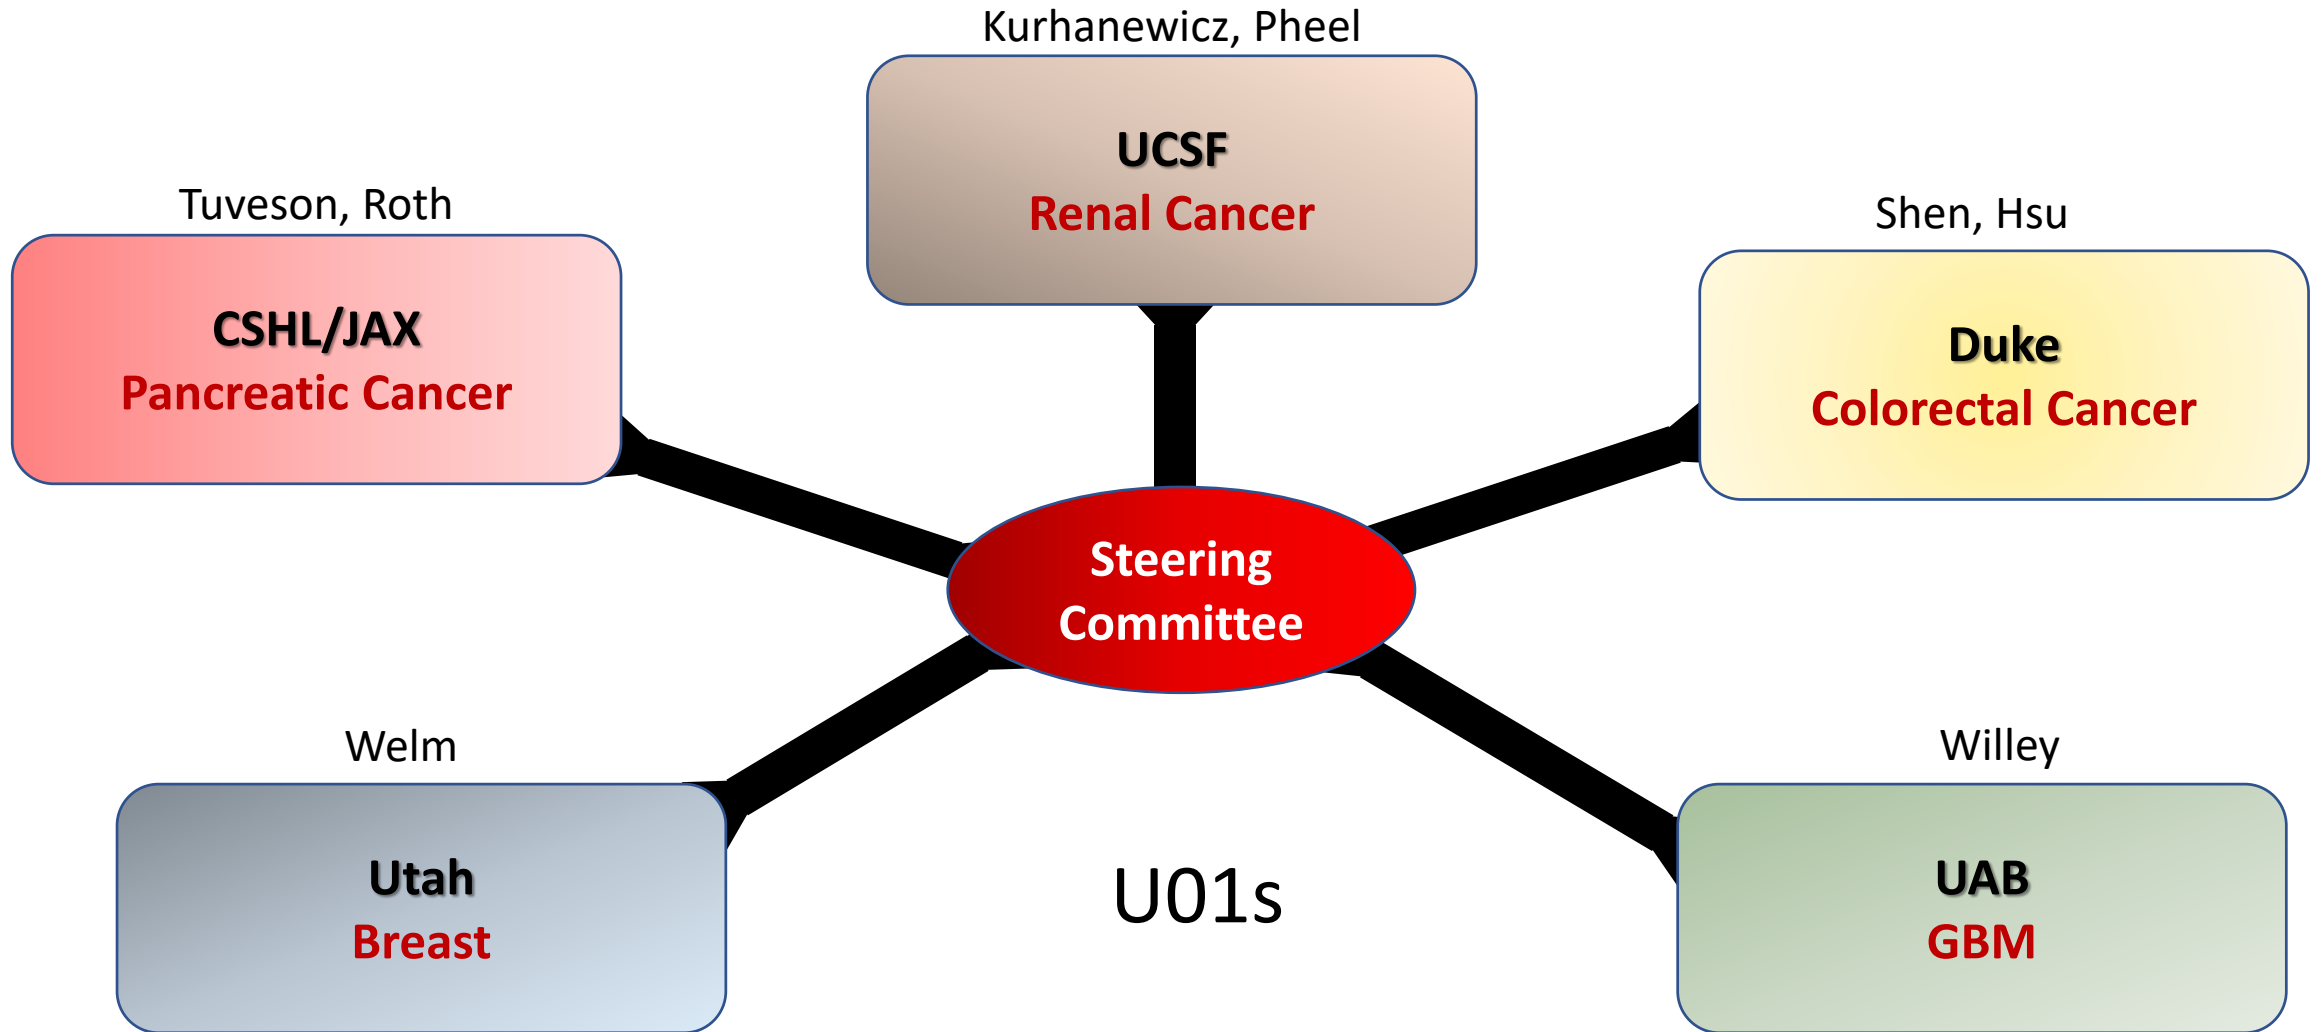 Kurhanewicz, Pheel
UCSF
Renal Cancer
Tuveson, Roth
CSHL/JAX
Pancreatic Cancer
Shen, Hsu
Duke
Colorectal Cancer
Steering
Committee
Welm
Utah
Breast
U01s
Willey
UAB
GBM